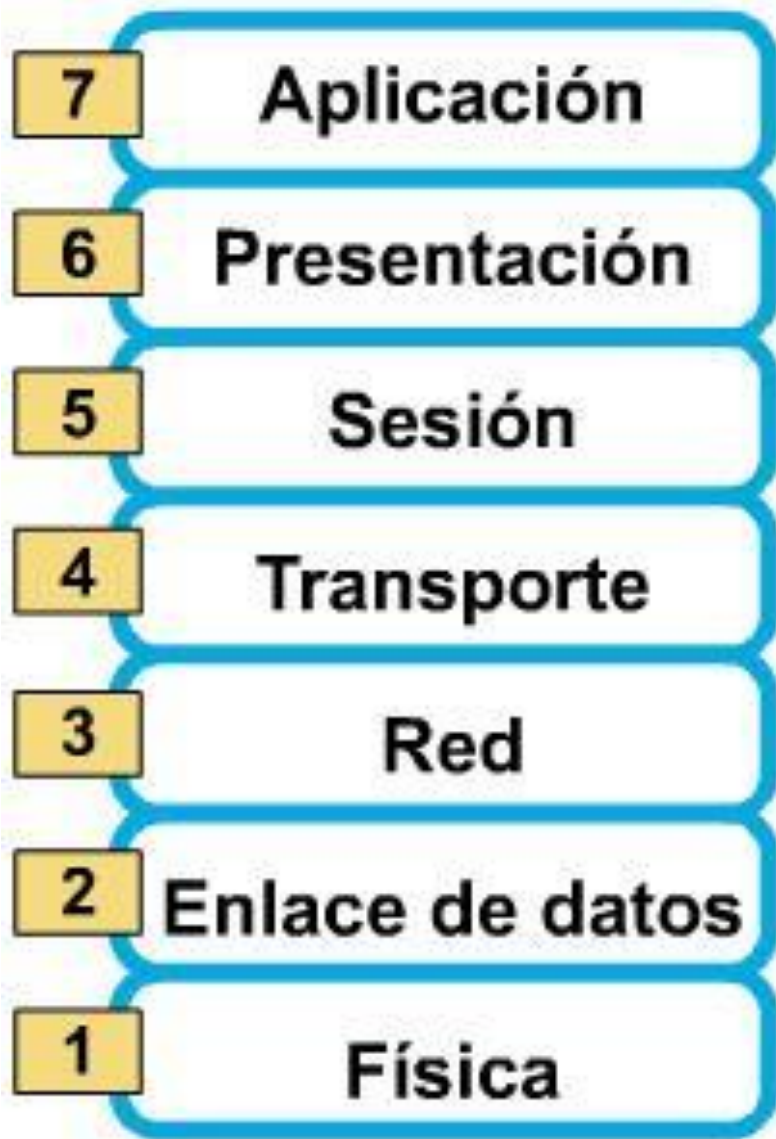 7 Aplicación
6 Presentación
5 Sesión
4 Transporte
3 Red
2 Enlace de datos
1 Física